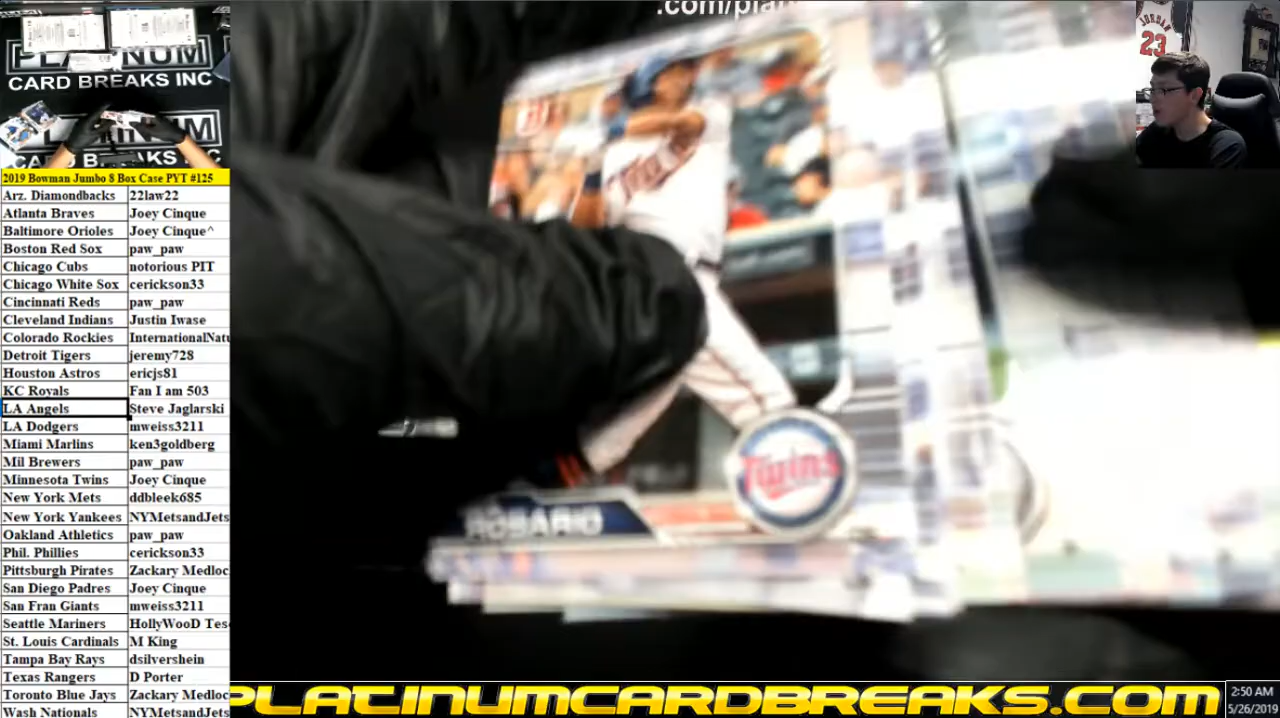 .com/pla
JORDAN
23
PLATINUM
CARD BREAKS INC
2019 Bowman Jumbo 8 Box Case PYT #125
Arz. Diamondbacks 22law22
Atlanta Braves Joey Cinque
Baltimore Orioles Joey Cinque^
Boston Red Sox paw_paw
Chicago Cubs notorious PIT
Chicago White Sox cerickson33
Cincinnati Reds paw_paw
Cleveland Indians Justin Iwase
Colorado Rockies InternationalNatu
Detroit Tigers jeremy728
Houston Astros ericjs81
KC Royals Fan I am 503
LA Angels Steve Jaglarski
LA Dodgers mweiss3211
Miami Marlins ken3goldberg
Mil Brewers paw_paw
Minnesota Twins Joey Cinque
New York Mets ddbleek685
New York Yankees NYMetsandJets
Oakland Athletics paw_paw
Phil. Phillies cerickson33
Pittsburgh Pirates Zackary Medloc
San Diego Padres Joey Cinque
San Fran Giants mweiss3211
Seattle Mariners HollyWooD Tes
St. Louis Cardinals M King
Tampa Bay Rays dsilvershein
Texas Rangers D Porter
Toronto Blue Jays Zackary Medloc
Wash Nationals NYMetsandJets
Twins
ROSARIO
PLATINUMCARDBREAKS.COM
2:50 AM
5/26/2019